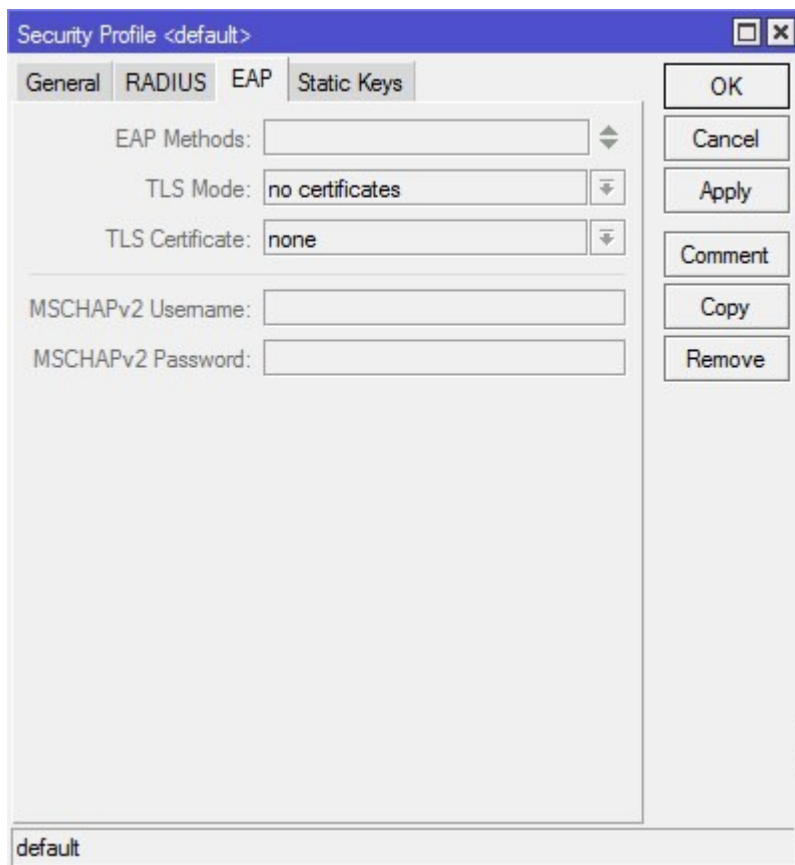 Security Profile <default>
General RADIUS EAP Static Keys
OK
EAP Methods:
Cancel
TLS Mode: no certificates
Apply
TLS Certificate: none
Comment
MSCHAPv2 Username:
Copy
MSCHAPv2 Password:
Remove
default